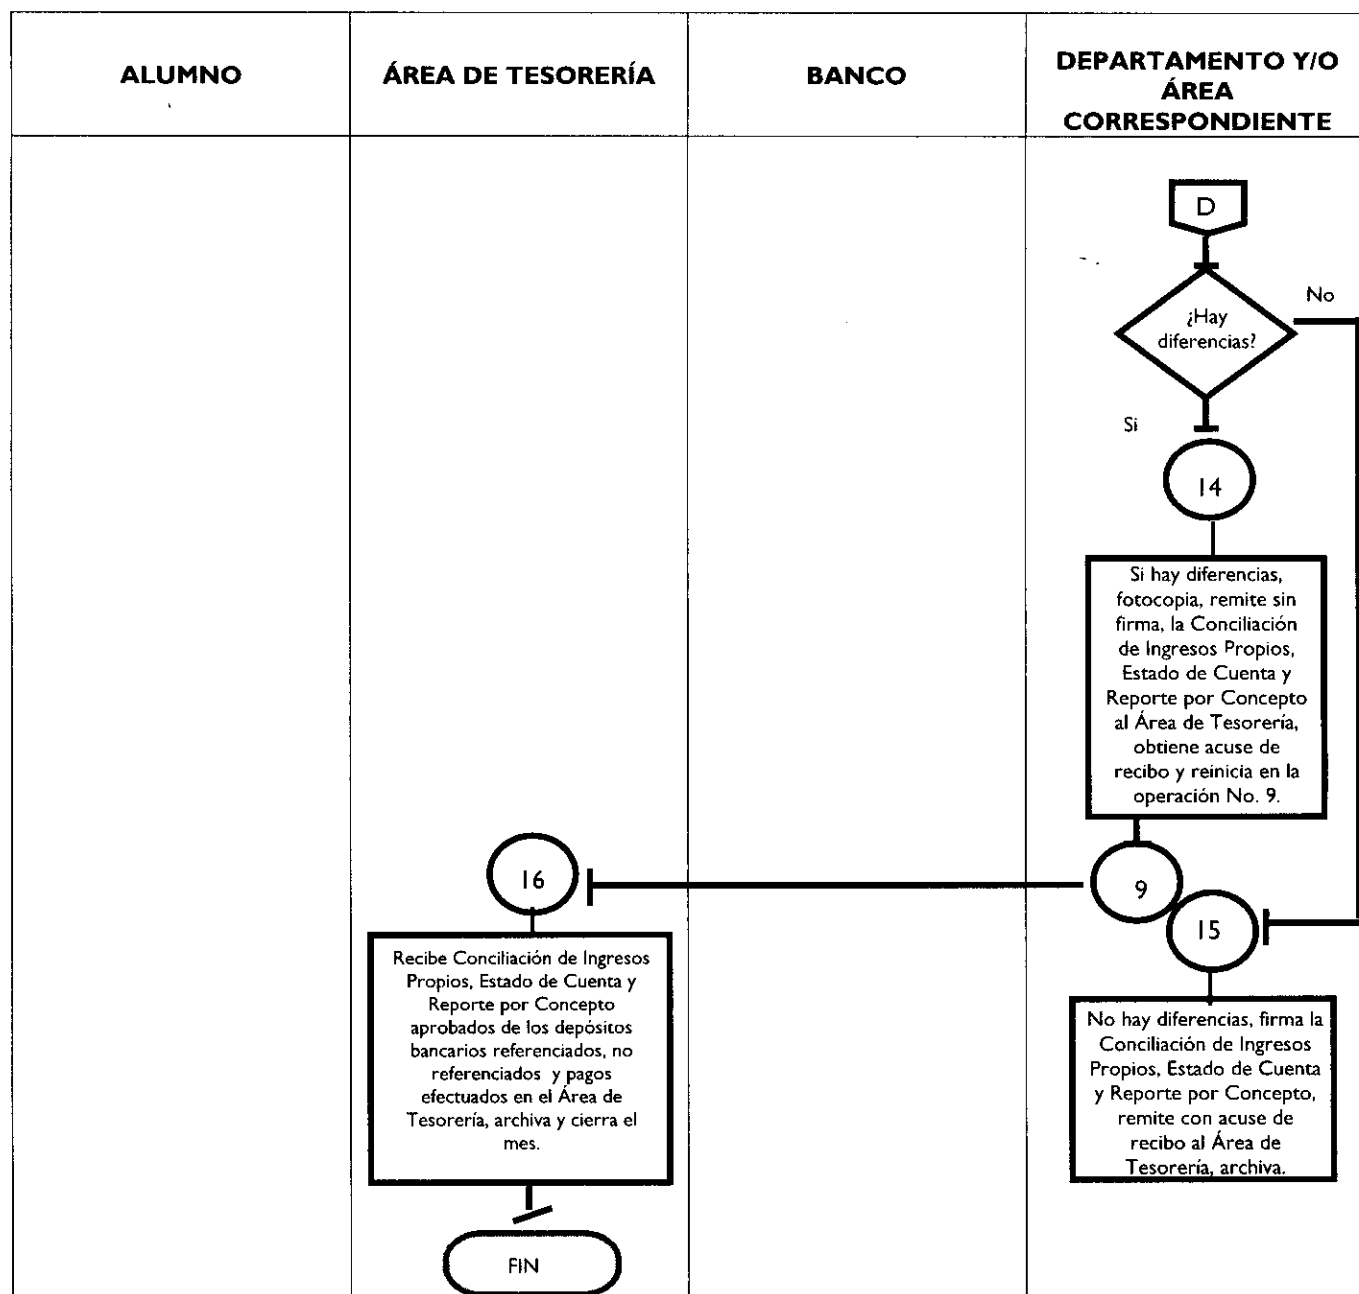 ALUMNO
ÁREA DE TESORERÍA
BANCO
DEPARTAMENTO Y/O
ÁREA
CORRESPONDIENTE
D
No
¿Hay
diferencias?
Si
14
Si hay diferencias,
fotocopia, remite sin
firma, la Conciliación
de Ingresos Propios,
Estado de Cuenta y
Reporte por Concepto
al Área de Tesorería,
obtiene acuse de
recibo y reinicia en la
operación No. 9.
9
15
No hay diferencias, firma la
Conciliación de Ingresos
Propios, Estado de Cuenta
y Reporte por Concepto,
remite con acuse de
recibo al Área de
Tesorería, archiva.
16
Recibe Conciliación de Ingresos
Propios, Estado de Cuenta y
Reporte por Concepto
aprobados de los depósitos
bancarios referenciados, no
referenciados y pagos
efectuados en el Área de
Tesorería, archiva y cierra el
mes.
FIN